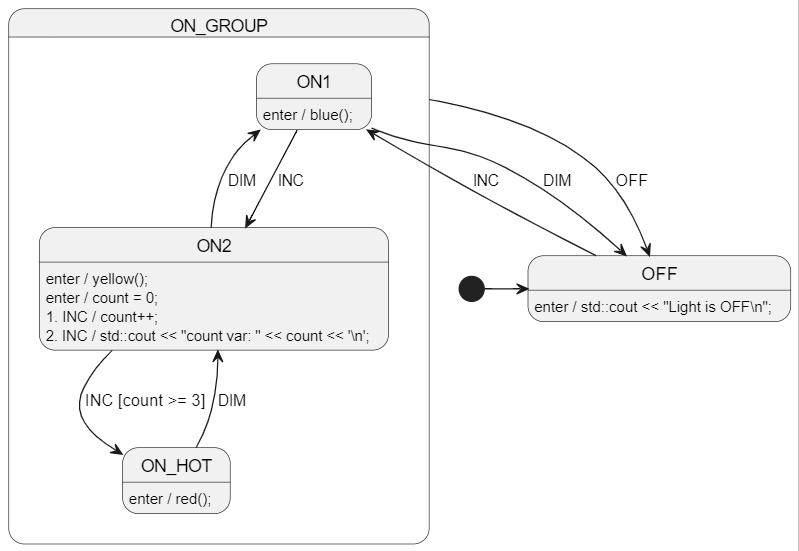 ON_GROUP
ON1
enter / blue();
DIM
INC
INC
DIM
OFF
ON2
enter / yellow();
enter / count = 0;
1. INC / count++;
2. INC / std::cout << "count var: " << count << '\n';
OFF
enter / std::cout << "Light is OFF\n";
INC [count >= 3]
DIM
ON_HOT
enter / red();